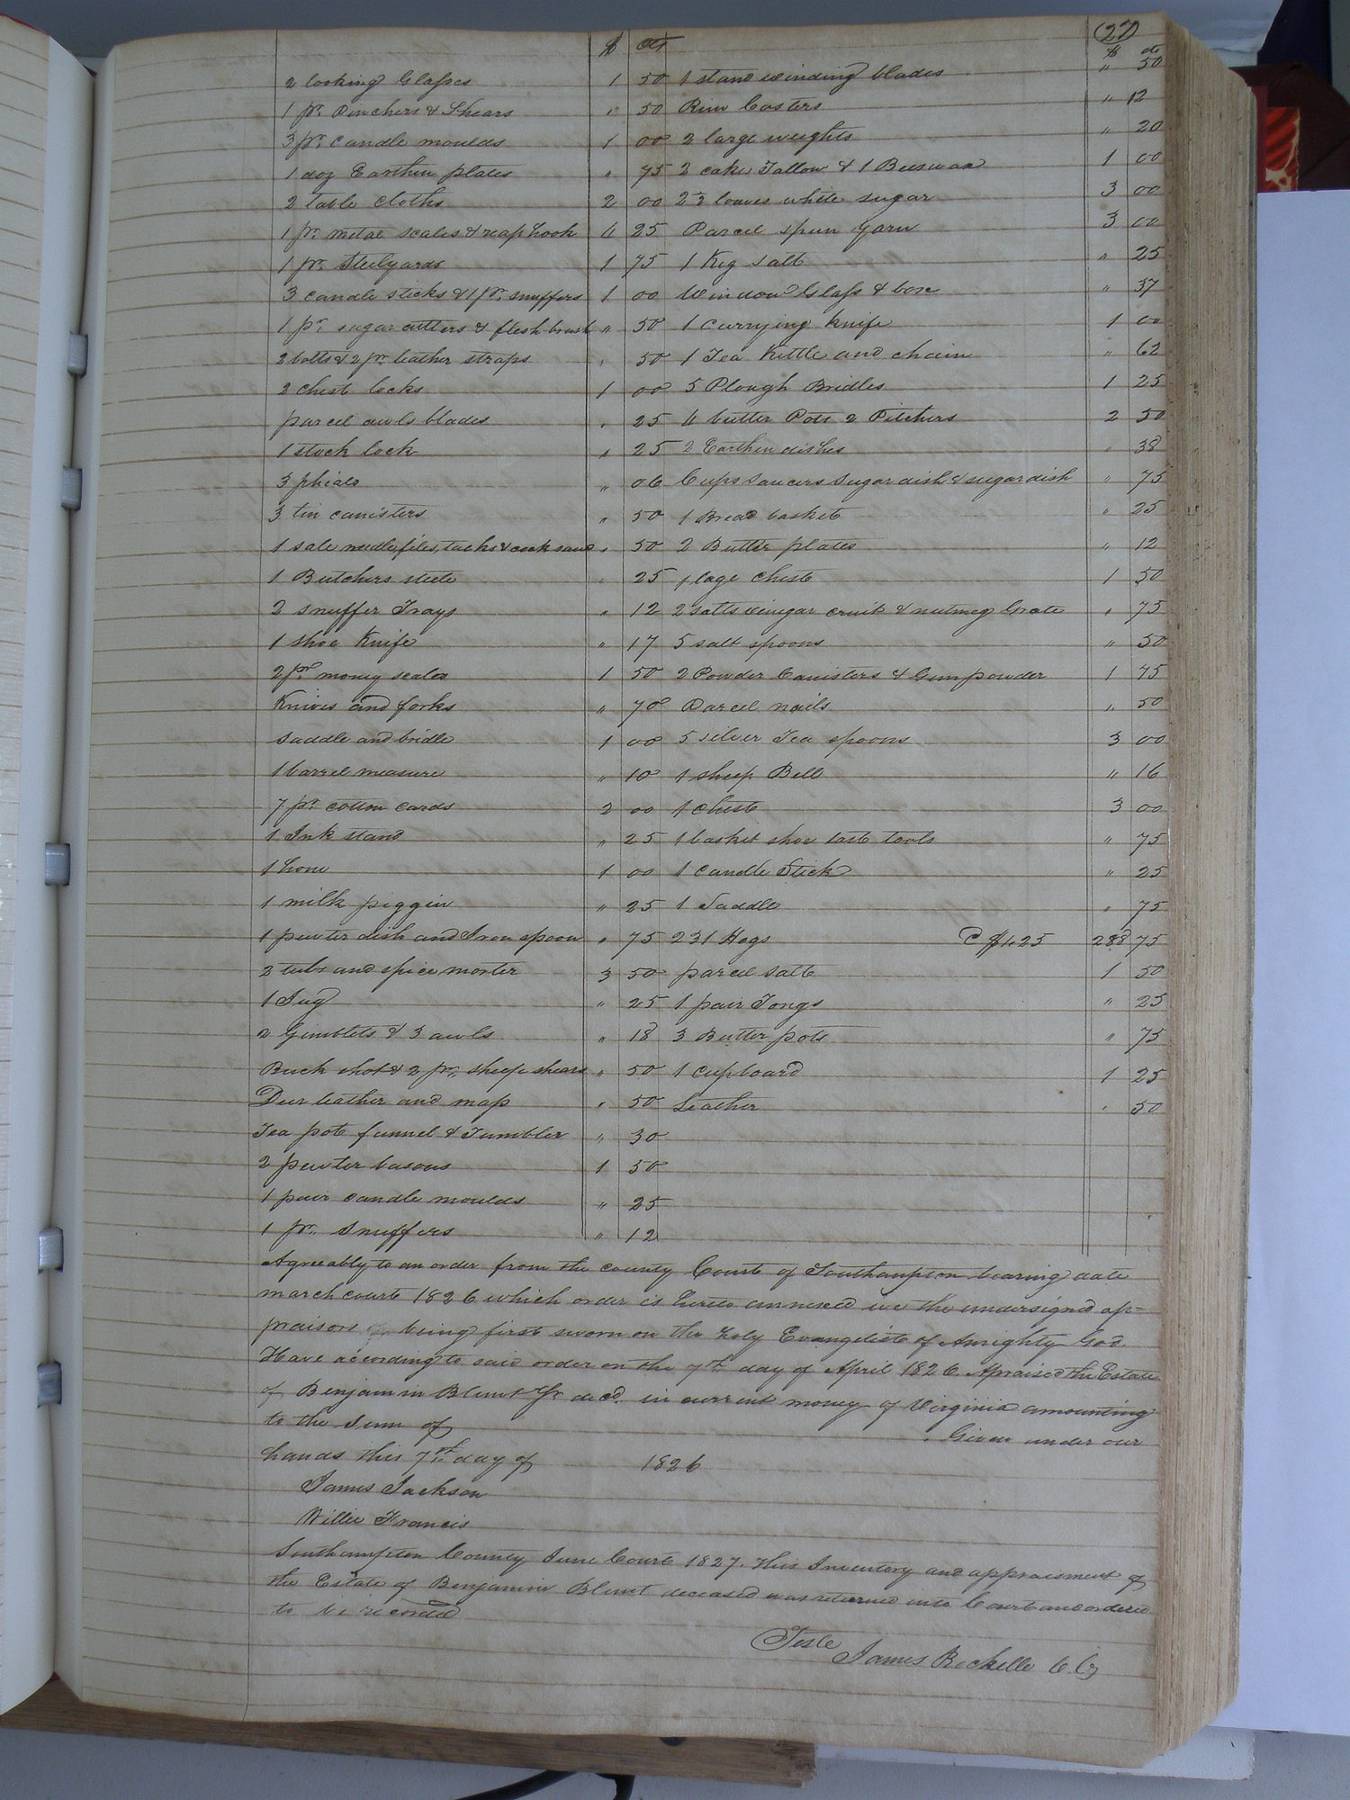 (27)
$ cts
2 looking Glasses 1 50
1 pr. Pinchers & Shears " 50
3 pr. candle moulds 1 00
1 doz Earthen plates " 75
2 table cloths 2 00
1 pr. metal scales & reap hook 4 25
1 pr. Steelyards 1 75
3 candle sticks & 1 pr. snuffers 1 00
1 pr. sugar cutters & flesh brush " 50
2 bolts & 2 pr. leather straps " 50
2 chest locks 1 00
parcel awls blades " 25
1 stock lock " 25
3 phials " 06
3 tin canisters " 50
1 sale needle, files, tacks & cock saws " 50
1 Butchers steele " 25
2 snuffer Trays " 12
1 shoe Knife " 17
2 pr. money scales 1 50
Knives and forks " 70
Saddle and bridle 1 00
1 barrel measure " 10
7 pr. cotton cards 2 00
1 Ink stand " 25
1 hone 1 00
1 milk piggin " 25
1 pewter dish and Iron spoon " 75
2 tubs and spice morter 3 50
1 Jug " 25
2 Gimblets & 3 awls " 18
Buck shot & 2 pr. sheep shears " 50
Deer leather and map " 50
Tea pot funnel & Tumbler " 30
2 pewter basons 1 50
1 pair candle moulds " 25
1 pr. Snuffers " 12
$ cts
1 stand winding blades " 50
Rim Casters " 12
2 large weights " 20
2 cake Tallow & 1 Beeswax 1 00
2 3 loaves white sugar 3 00
Parcel spun yarn 3 00
1 Keg salt " 25
Window Glass & box " 37
1 currying knife 1 00
1 Tea Kettle and chain " 62
5 Plough Bridles 1 25
4 butter Pots 2 Pitchers 2 50
2 Earthen dishes " 38
Cups saucers sugar dish & sugar dish " 75
1 Bread basket " 25
2 Butter plates " 12
1 lage Chest 1 50
2 salts vinegar cruit & nutmeg Grate " 75
5 salt spoons " 50
2 Powder Canisters & Gunpowder 1 75
Parcel nails " 50
5 silver Tea spoons 3 00
1 sheep Bell " 16
1 Chest 3 00
1 basket shoe last tools " 75
1 Candle Stick " 25
1 Saddle " 75
231 Hogs @ $1.25 288 75
parcel salt 1 50
1 pair Tongs " 25
3 Butter pots " 75
1 cupboard 1 25
Leather " 50
Agreeably to an order from the county Court of Southampton bearing date
march court 1826 which order is hereto annexed we the undersigned ap=
praisors being first sworn on the Holy Evangelists of Almighty God
Have according to said order on the 7th day of April 1826 Apraised the Estate
of Benjamin Blunt Jr. decd. in current money of Virginia amounting
to the Sum of . Given under our
hands this 7th day of 1826
James Jackson
Willie Francis
Southampton County June Court 1827. This Inventory and appraisment of
the Estate of Benjamin Blunt deceased was returned into Court and ordered
to be recorded
Teste
James Rochelle C. C.